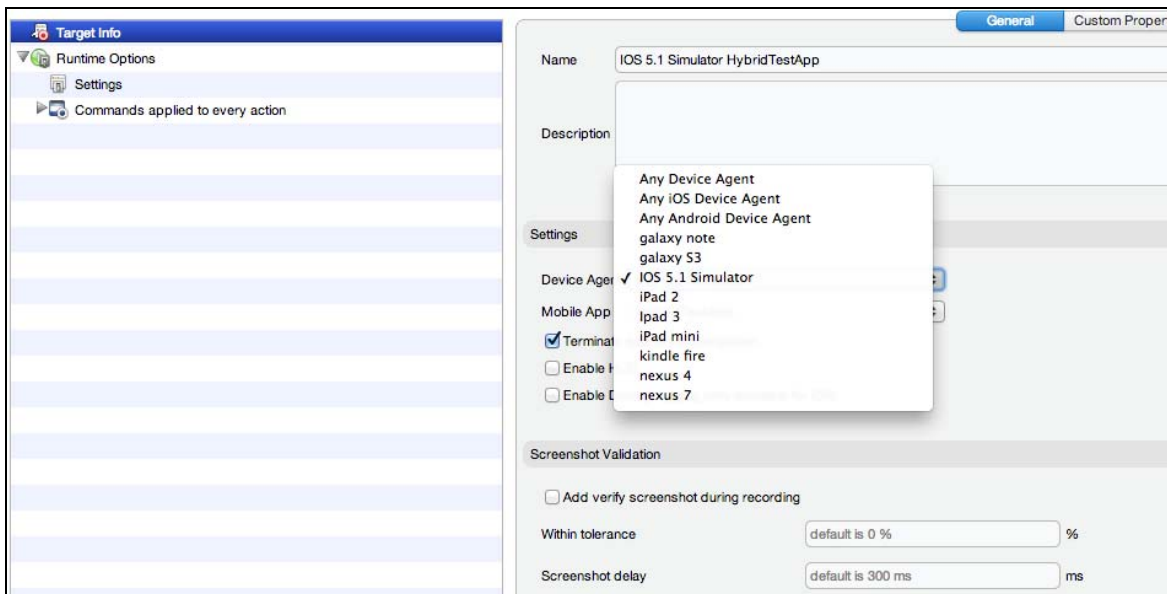 Target Info
Runtime Options
Settings
Commands applied to every action
General
Custom Proper
Name
IOS 5.1 Simulator HybridTestApp
Description
Any Device Agent
Any iOS Device Agent
Any Android Device Agent
Settings
galaxy note
galaxy S3
Device Agen ✓ IOS 5.1 Simulator
iPad 2
Mobile App
Ipad 3
Terminat
iPad mini
kindle fire
Enable H
nexus 4
Enable D
nexus 7
Screenshot Validation
Add verify screenshot during recording
Within tolerance
default is 0 %
%
Screenshot delay
default is 300 ms
ms